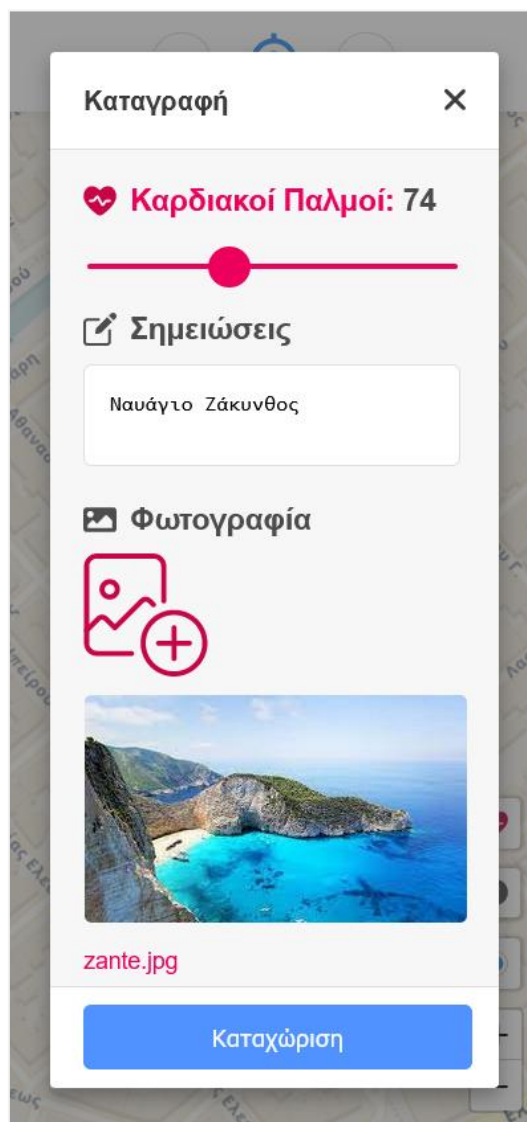 Καταγραφή
Καρδιακοί Παλμοί: 74
Σημειώσεις
Ναυάγιο Ζάκυνθος
Φωτογραφία
zante.jpg
Καταχώριση